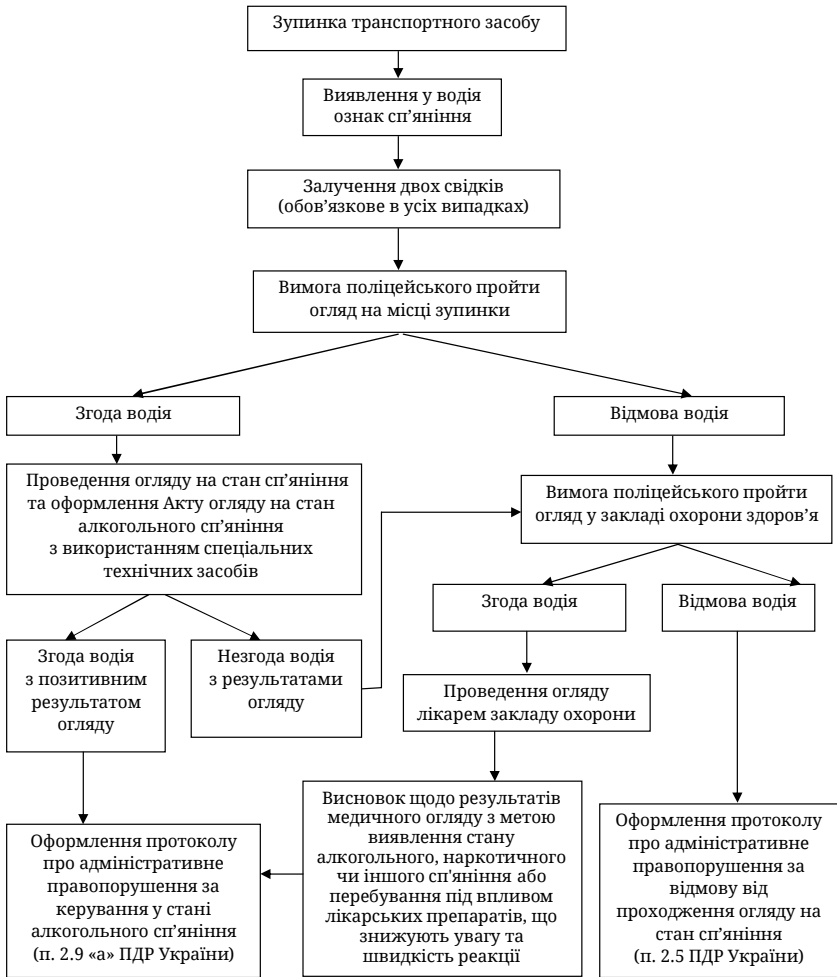 Зупинка транспортного засобу
Виявлення у водія
ознак сп’яніння
Залучення двох свідків
(обов’язкове в усіх випадках)
Вимога поліцейського пройти
огляд на місці зупинки
Згода водія
Відмова водія
Проведення огляду на стан сп’яніння
та оформлення Акту огляду на стан
алкогольного сп’яніння
з використанням спеціальних
технічних засобів
Вимога поліцейського пройти
огляд у закладі охорони здоров’я
Згода водія
Відмова водія
Згода водія
з позитивним
результатом
огляду
Незгода водія
з результатами
огляду
Проведення огляду
лікарем закладу охорони
Оформлення протоколу
про адміністративне
правопорушення за
керування у стані
алкогольного сп’яніння
(п. 2.9 «а» ПДР України)
Висновок щодо результатів
медичного огляду з метою
виявлення стану
алкогольного, наркотичного
чи іншого сп'яніння або
перебування під впливом
лікарських препаратів, що
знижують увагу та
швидкість реакції
Оформлення протоколу
про адміністративне
правопорушення за
відмову від
проходження огляду на
стан сп’яніння
(п. 2.5 ПДР України)